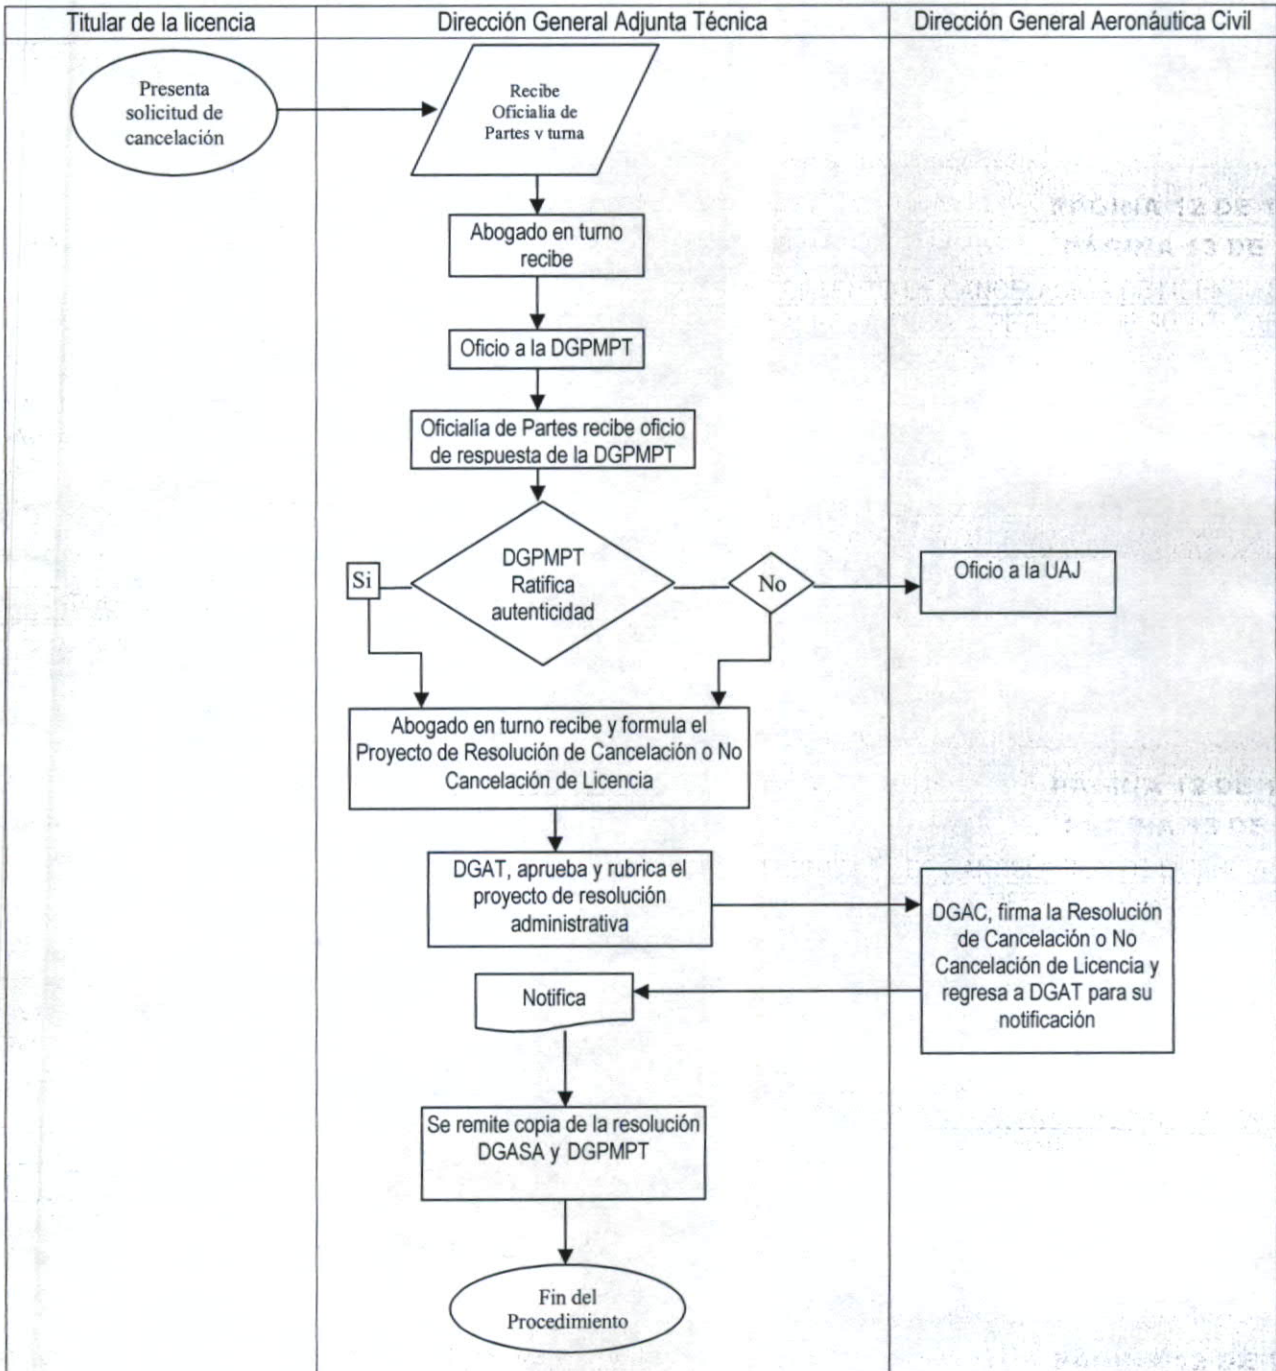 Titular de la licencia
Dirección General Adjunta Técnica
Dirección General Aeronáutica Civil
Presenta
solicitud de
cancelación
Recibe
Oficialia de
Partes v turna
Abogado en turno
recibe
Oficio a la DGPMPT
Oficialía de Partes recibe oficio
de respuesta de la DGPMPT
Si
DGPMPT
Ratifica
autenticidad
No
Oficio a la UAJ
Abogado en turno recibe y formula el
Proyecto de Resolución de Cancelación o No
Cancelación de Licencia
DGAT, aprueba y rubrica el
proyecto de resolución
administrativa
DGAC, firma la Resolución
de Cancelación o No
Cancelación de Licencia y
regresa a DGAT para su
notificación
Notifica
Se remite copia de la resolución
DGASA y DGPMPT
Fin del
Procedimiento